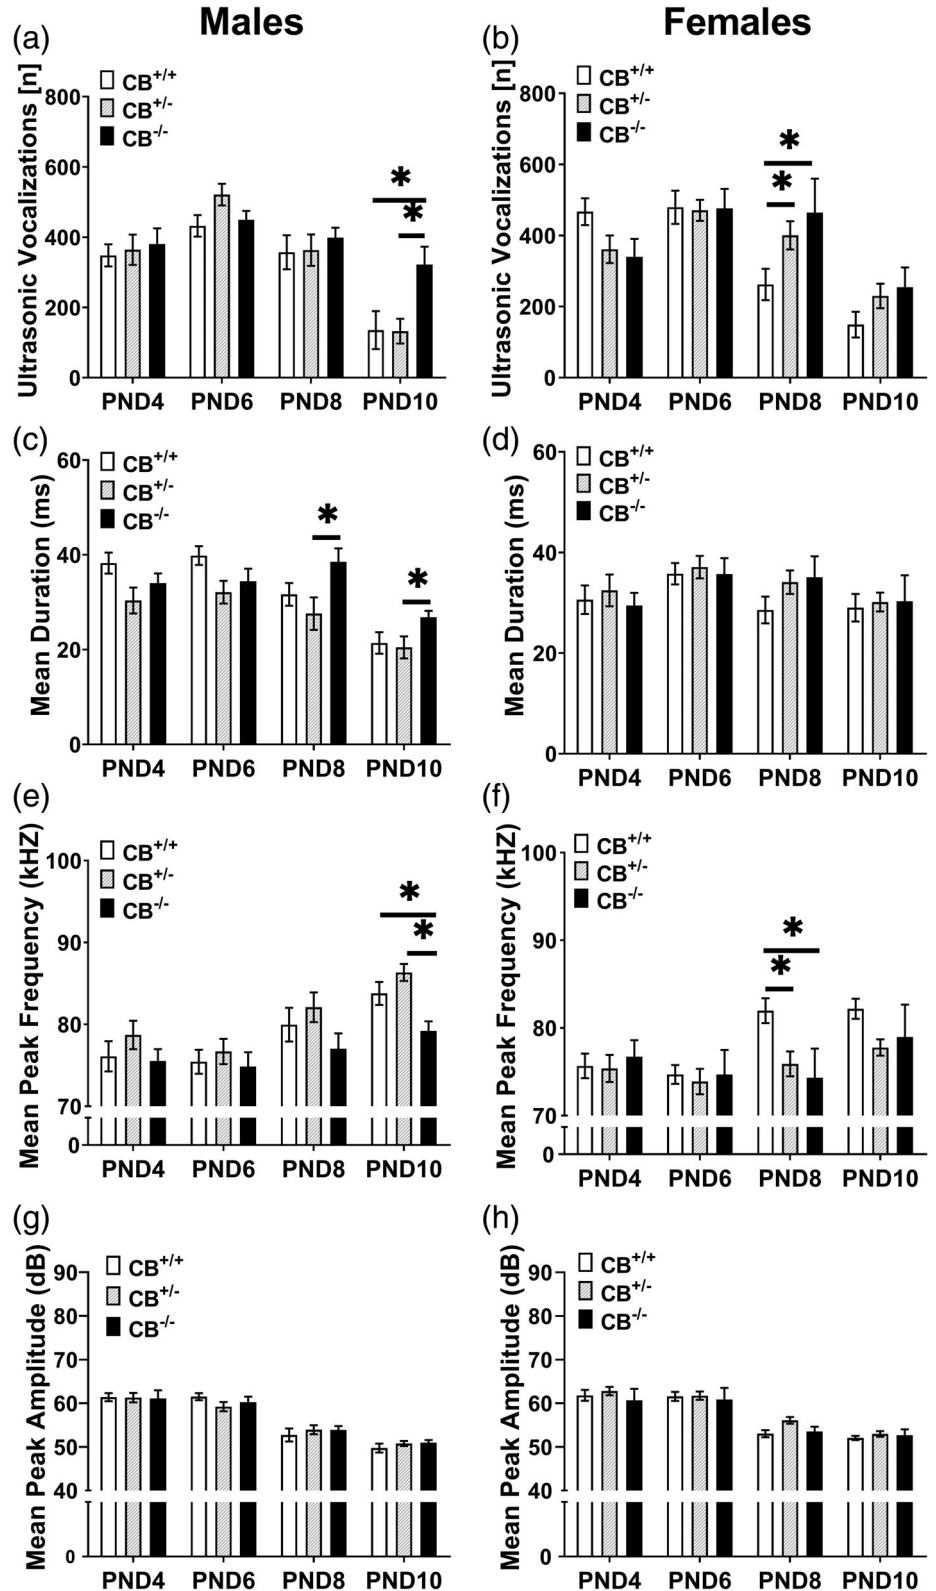 Males
Females
(a)
Ultrasonic Vocalizations [n]
CB+/+
CB+/-
CB-/-
800
600
400
200
0
*
*
PND4 PND6 PND8 PND10
(b)
Ultrasonic Vocalizations [n]
CB+/+
CB+/-
CB-/-
800
600
400
200
0
*
*
PND4 PND6 PND8 PND10
(c)
Mean Duration (ms)
CB+/+
CB+/-
CB-/-
60
40
20
0
*
*
PND4 PND6 PND8 PND10
(d)
Mean Duration (ms)
CB+/+
CB+/-
CB-/-
60
40
20
0
PND4 PND6 PND8 PND10
(e)
Mean Peak Frequency (kHZ)
CB+/+
CB+/-
CB-/-
100
90
80
70
0
*
*
PND4 PND6 PND8 PND10
(f)
Mean Peak Frequency (kHZ)
CB+/+
CB+/-
CB-/-
100
90
80
70
0
*
*
PND4 PND6 PND8 PND10
(g)
Mean Peak Amplitude (dB)
CB+/+
CB+/-
CB-/-
90
80
70
60
50
40
0
PND4 PND6 PND8 PND10
(h)
Mean Peak Amplitude (dB)
CB+/+
CB+/-
CB-/-
90
80
70
60
50
40
0
PND4 PND6 PND8 PND10